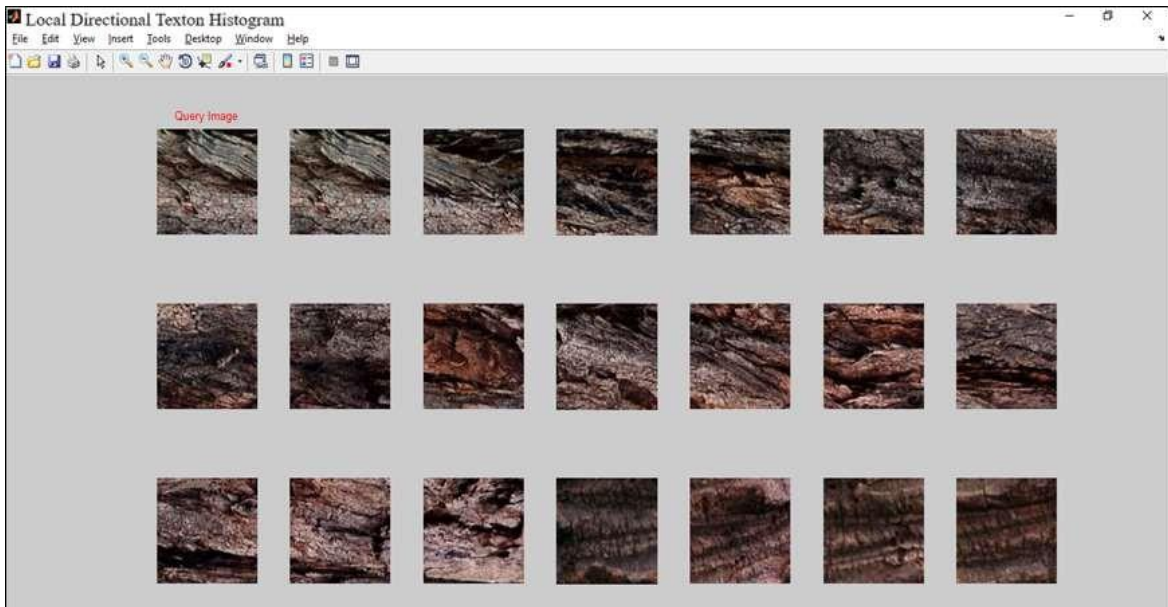 Local Directional Texton Histogram
File Edit View Insert Tools Desktop Window Help
Query Image